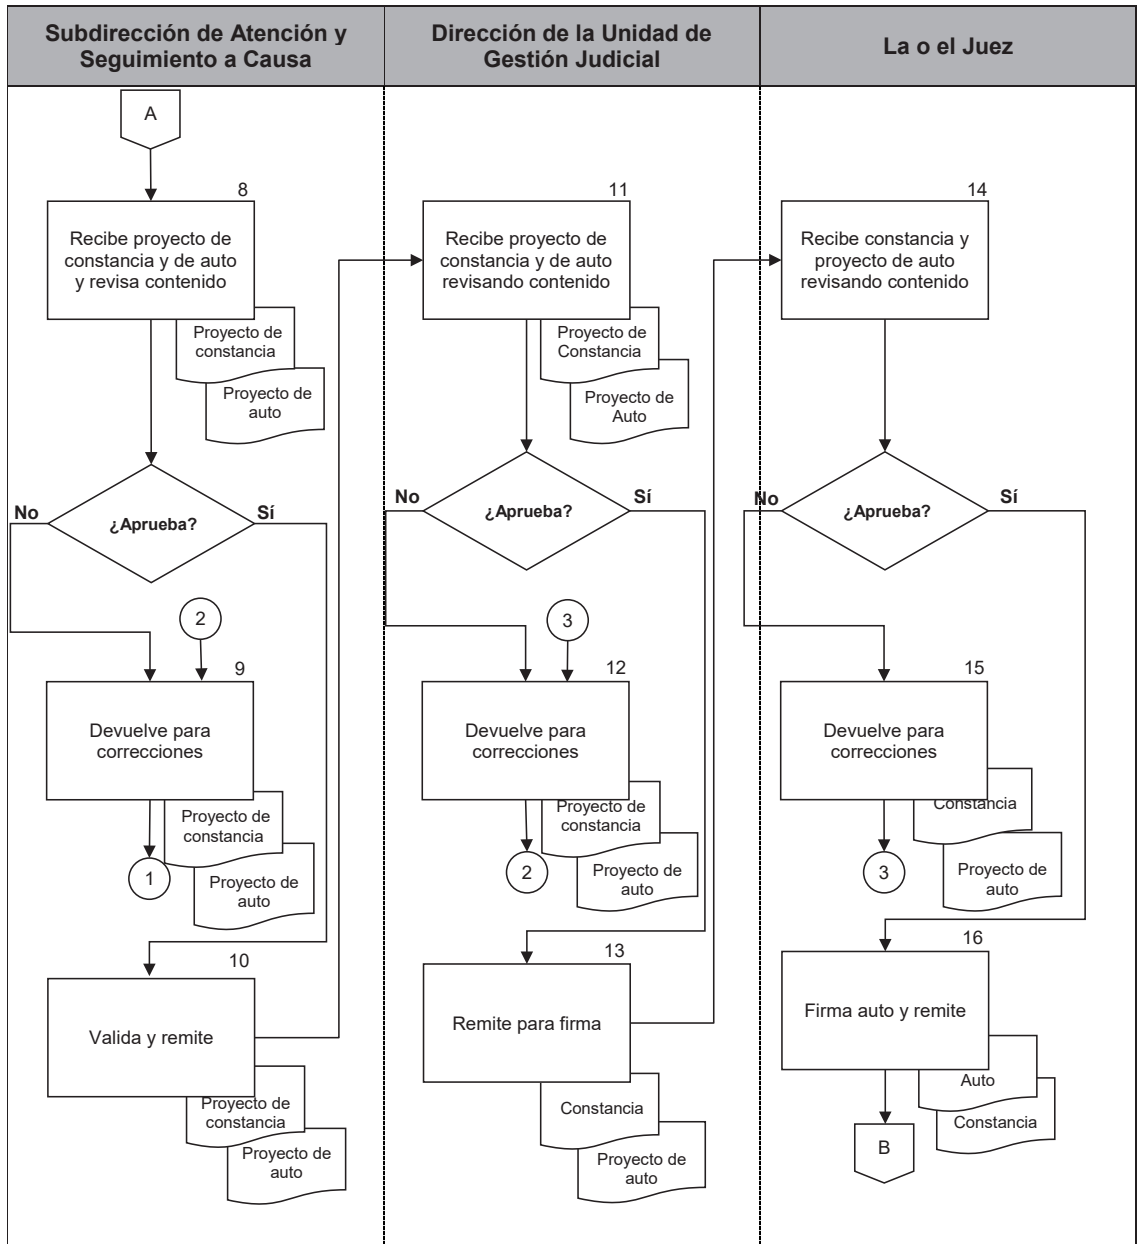 Subdirección de Atención y
Seguimiento a Causa
Dirección de la Unidad de
Gestión Judicial
La o el Juez
A
8
Recibe proyecto de
constancia y de auto
y revisa contenido
Proyecto de
constancia
Proyecto de
auto
No
¿Aprueba?
Sí
2
9
Devuelve para
correcciones
Proyecto de
constancia
Proyecto de
auto
1
10
Valida y remite
Proyecto de
constancia
Proyecto de
auto
11
Recibe proyecto de
constancia y de auto
revisando contenido
Proyecto de
Constancia
Proyecto de
Auto
No
¿Aprueba?
Sí
3
12
Devuelve para
correcciones
Proyecto de
constancia
Proyecto de
auto
2
13
Remite para firma
Constancia
Proyecto de
auto
14
Recibe constancia y
proyecto de auto
revisando contenido
No
¿Aprueba?
Sí
15
Devuelve para
correcciones
Constancia
Proyecto de
auto
3
16
Firma auto y remite
Auto
Constancia
B